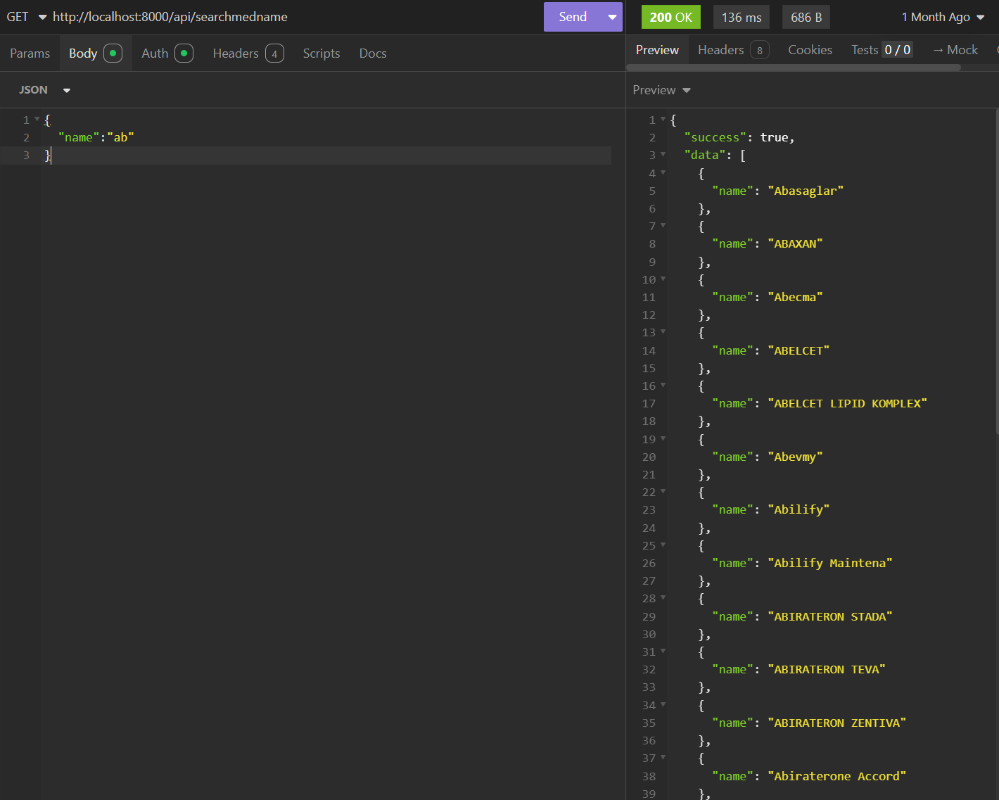 GET http://localhost:8000/api/searchmedname Send
Params Body Auth Headers 4 Scripts Docs
JSON
1 {
2 "name":"ab"
3 }
200 OK 136 ms 686 B 1 Month Ago
Preview Headers 8 Cookies Tests 0 / 0 → Mock
Preview
1 {
2 "success": true,
3 "data": [
4 {
5 "name": "Abasaglar"
6 },
7 {
8 "name": "ABAXAN"
9 },
10 {
11 "name": "Abecma"
12 },
13 {
14 "name": "ABELCET"
15 },
16 {
17 "name": "ABELCET LIPID KOMPLEX"
18 },
19 {
20 "name": "Abevmy"
21 },
22 {
23 "name": "Abilify"
24 },
25 {
26 "name": "Abilify Maintena"
27 },
28 {
29 "name": "ABIRATERON STADA"
30 },
31 {
32 "name": "ABIRATERON TEVA"
33 },
34 {
35 "name": "ABIRATERON ZENTIVA"
36 },
37 {
38 "name": "Abiraterone Accord"
39 },